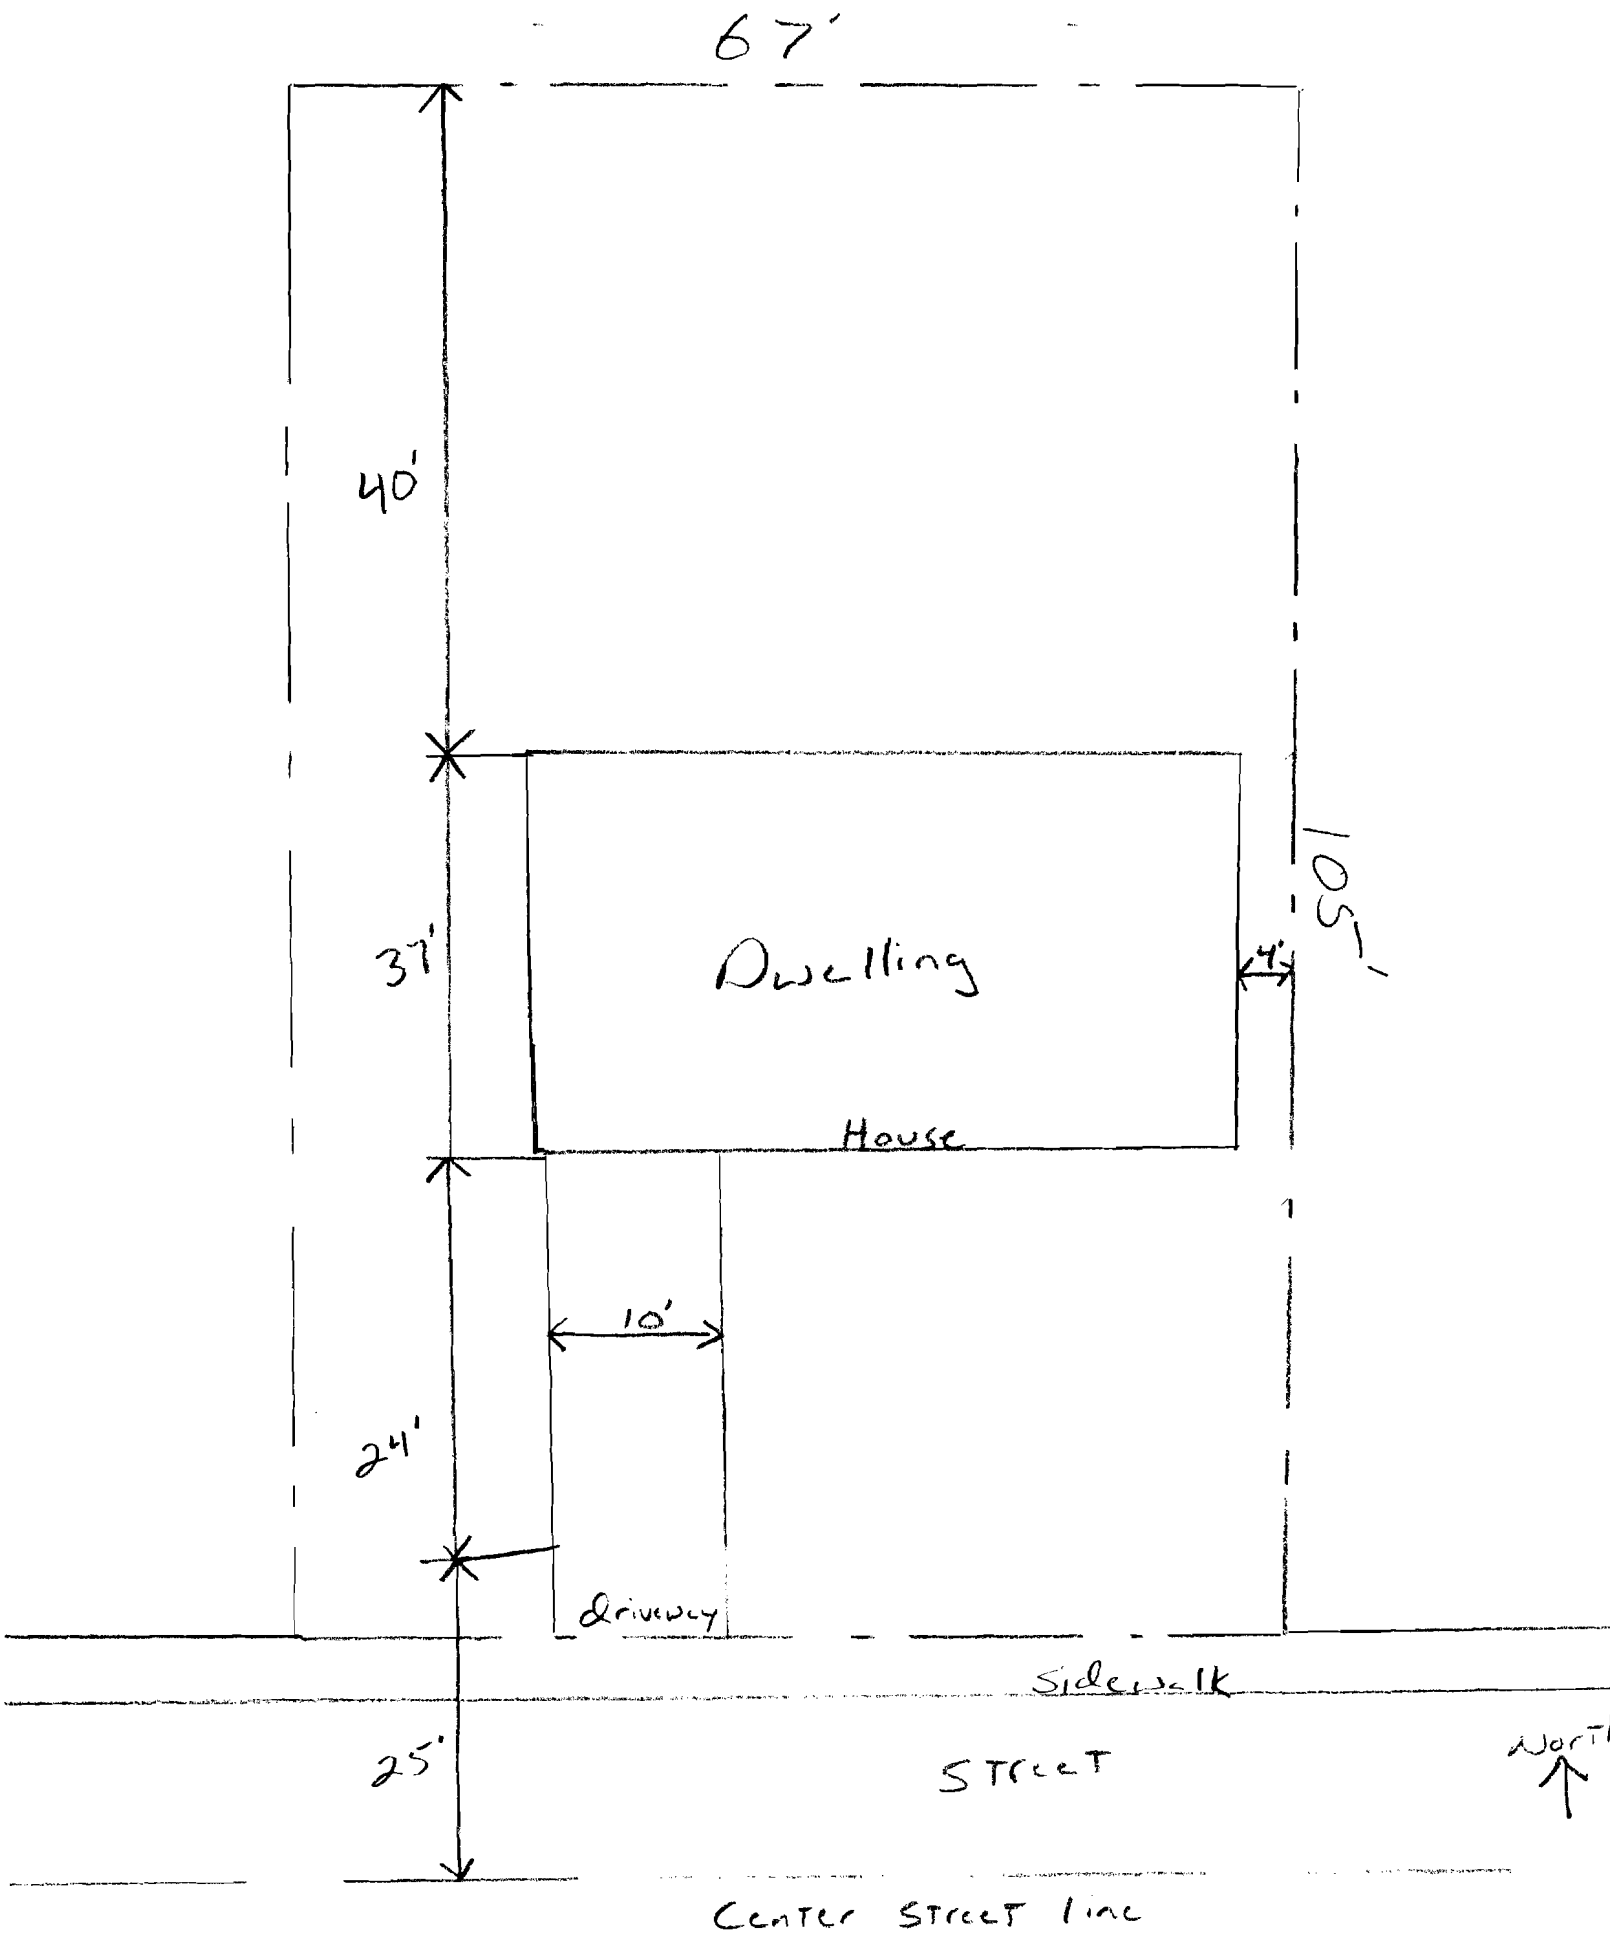 67'
40'
105'
37'
Dwelling
4'
House
10'
24'
driveway
Sidewalk
25'
Street
North
Center Street line